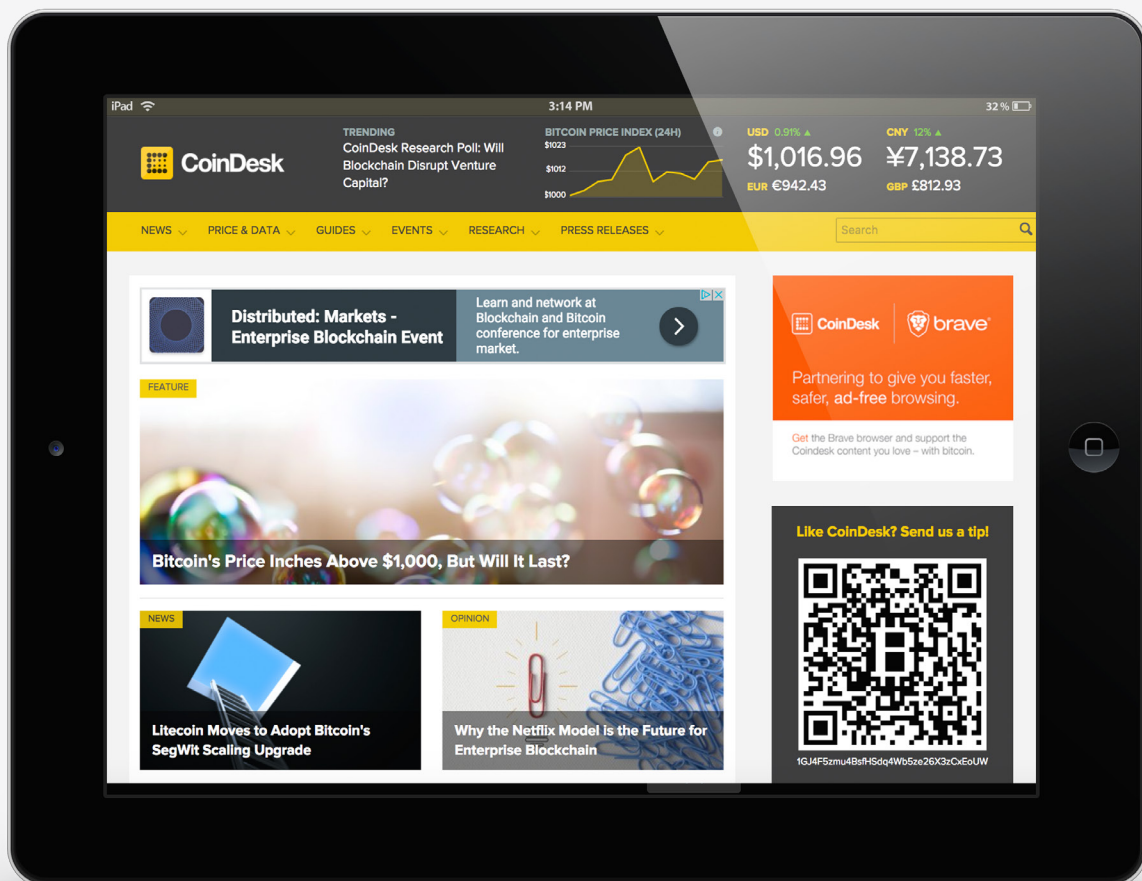 iPad
3:14 PM
32 %
CoinDesk
TRENDING
CoinDesk Research Poll: Will
Blockchain Disrupt Venture
Capital?
BITCOIN PRICE INDEX (24H)
$1023
$1012
$1000
USD 0.91% ▲
$1,016.96
EUR €942.43
CNY 12% ▲
¥7,138.73
GBP £812.93
NEWS
PRICE & DATA
GUIDES
EVENTS
RESEARCH
PRESS RELEASES
Search
Distributed: Markets -
Enterprise Blockchain Event
Learn and network at
Blockchain and Bitcoin
conference for enterprise
market.
CoinDesk
brave
Partnering to give you faster,
safer, ad-free browsing.
Get the Brave browser and support the
Coindesk content you love – with bitcoin.
FEATURE
Bitcoin's Price Inches Above $1,000, But Will It Last?
NEWS
Litecoin Moves to Adopt Bitcoin's
SegWit Scaling Upgrade
OPINION
Why the Netflix Model is the Future for
Enterprise Blockchain
Like CoinDesk? Send us a tip!
1GJ4F5zmu4BsfHSdq4Wb5ze26X3zCxEoUW